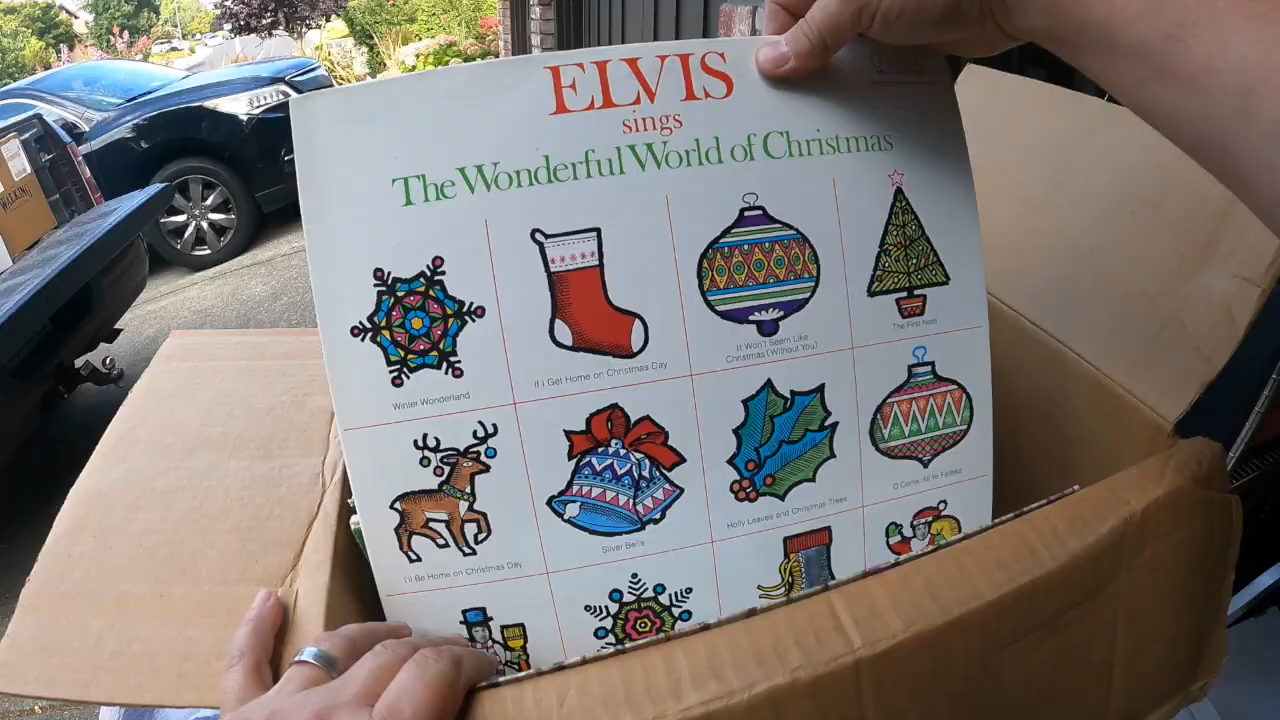 ELVIS
sings
The Wonderful World of Christmas
Winter Wonderland
If I Get Home on Christmas Day
It Won't Seem Like
Christmas (Without You)
The First Noel
I'll Be Home on Christmas Day
Silver Bells
Holly Leaves and Christmas Trees
O Come, All Ye Faithful
WALKING